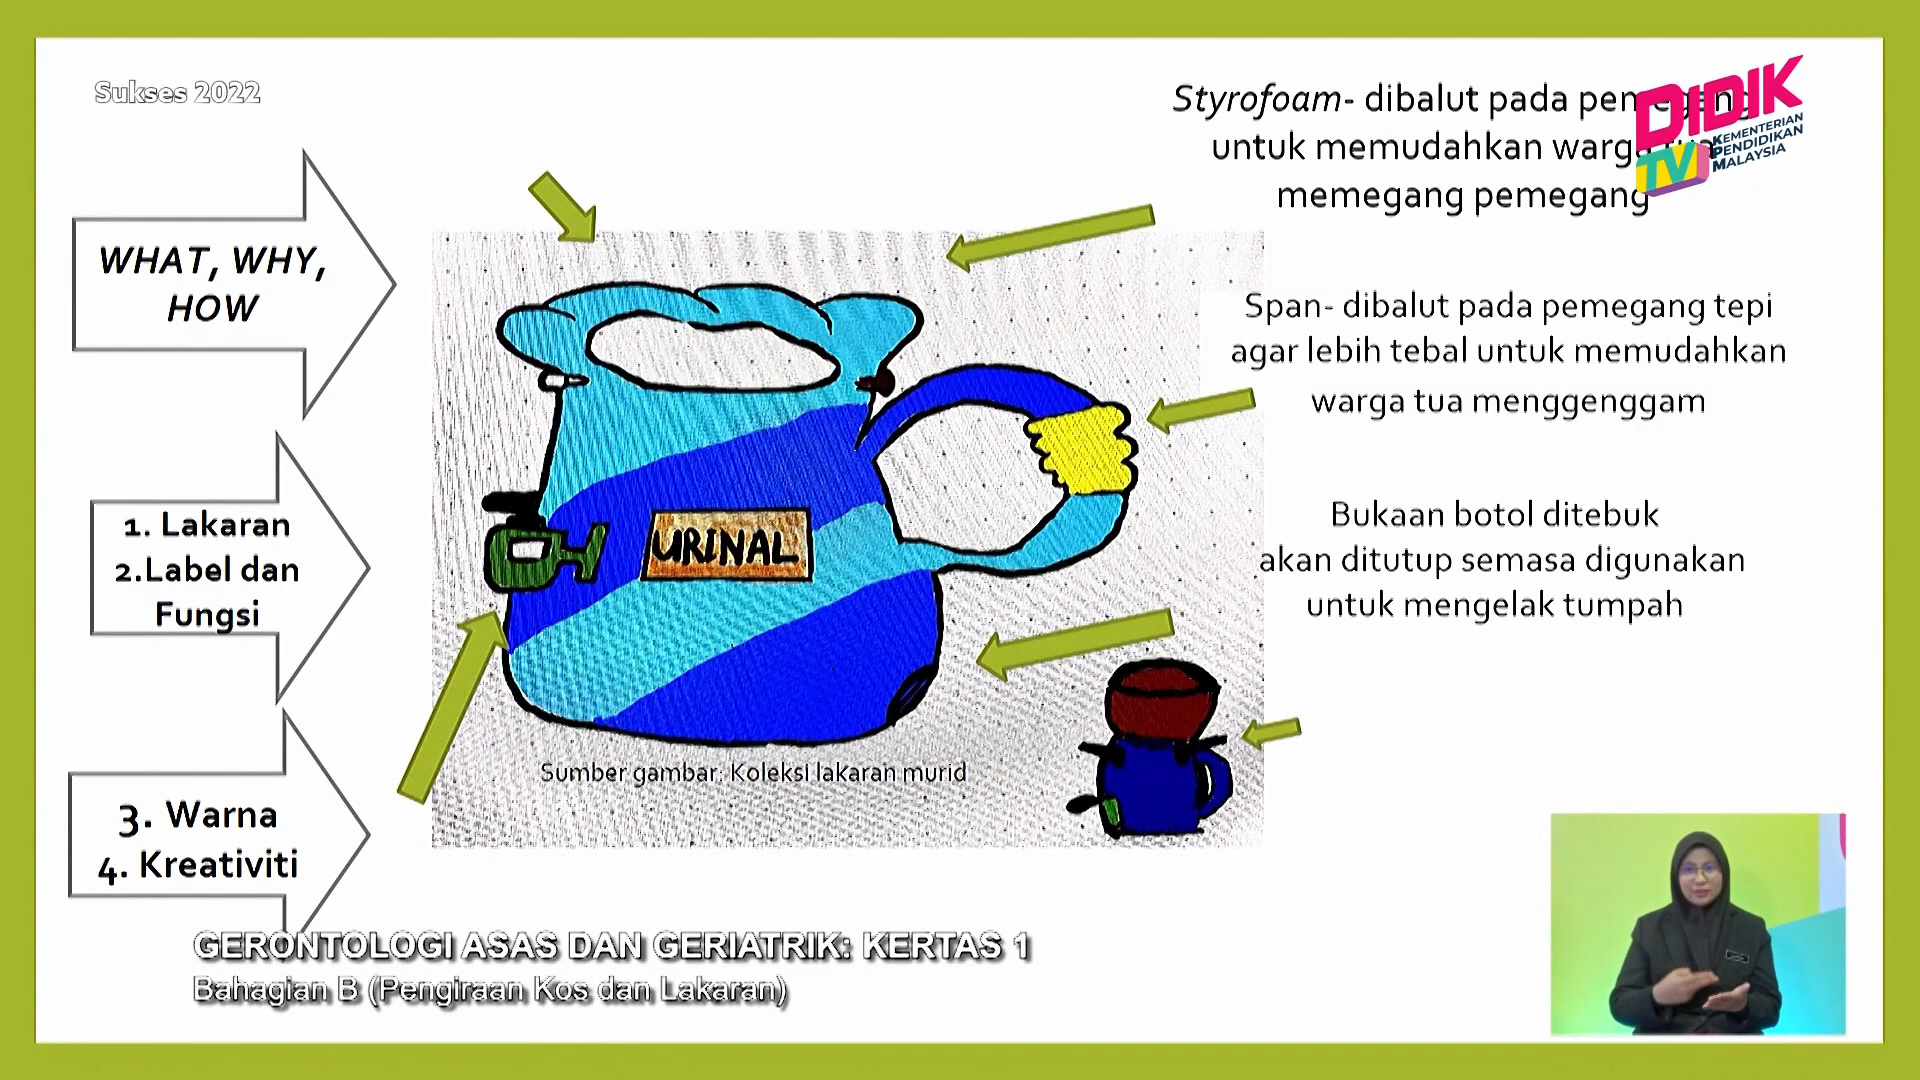 Sukses 2022
Styrofoam- dibalut pada pemegang
untuk memudahkan warga tua
memegang pemegang
DIDIK
TV
KEMENTERIAN
PENDIDIKAN
MALAYSIA
WHAT, WHY,
HOW
Span- dibalut pada pemegang tepi
agar lebih tebal untuk memudahkan
warga tua menggenggam
1. Lakaran
2.Label dan
Fungsi
URINAL
Bukaan botol ditebuk
akan ditutup semasa digunakan
untuk mengelak tumpah
Sumber gambar: Koleksi lakaran murid
3. Warna
4. Kreativiti
GERONTOLOGI ASAS DAN GERIATRIK: KERTAS 1
Bahagian B (Pengiraan Kos dan Lakaran)